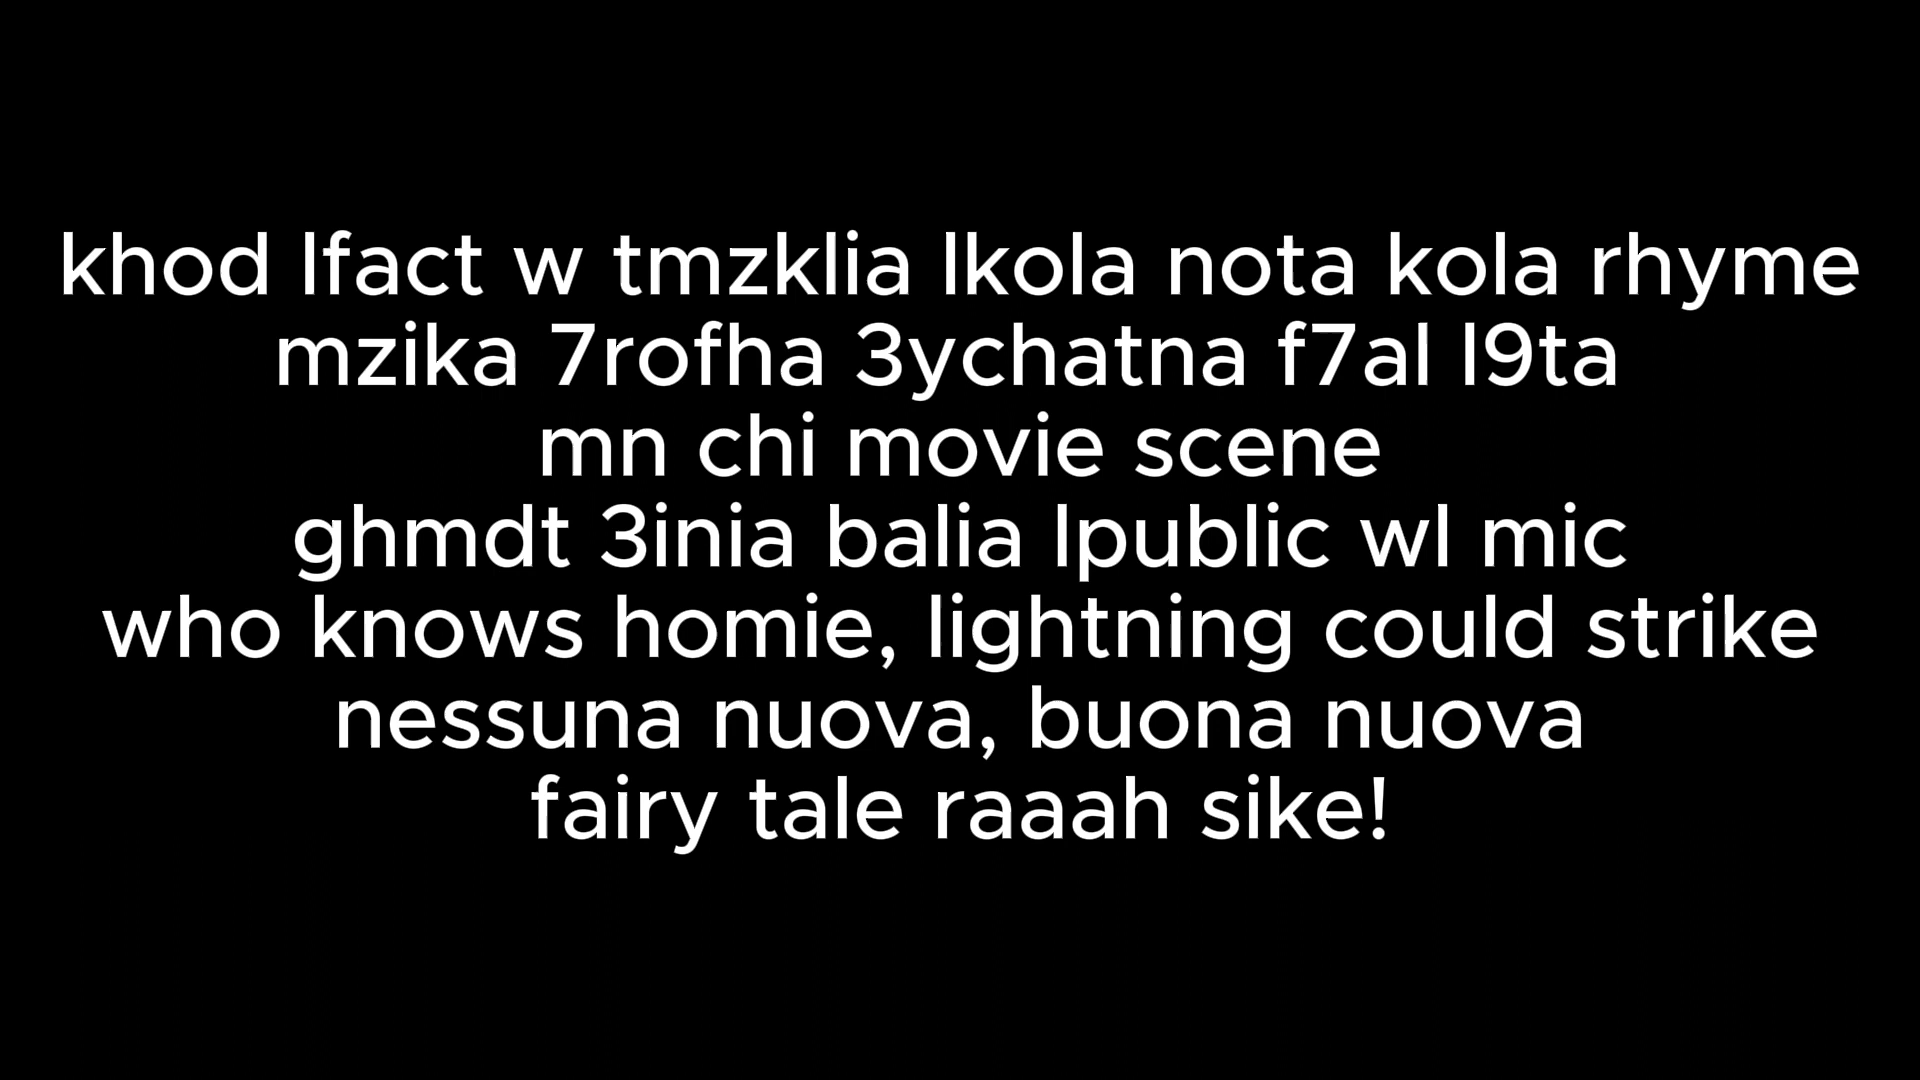 khod lfact w tmzklia lkola nota kola rhyme
mzika 7rofha 3ychatna f7al l9ta
mn chi movie scene
ghmdt 3inia balia lpublic wl mic
who knows homie, lightning could strike
nessuna nuova, buona nuova
fairy tale raaah sike!